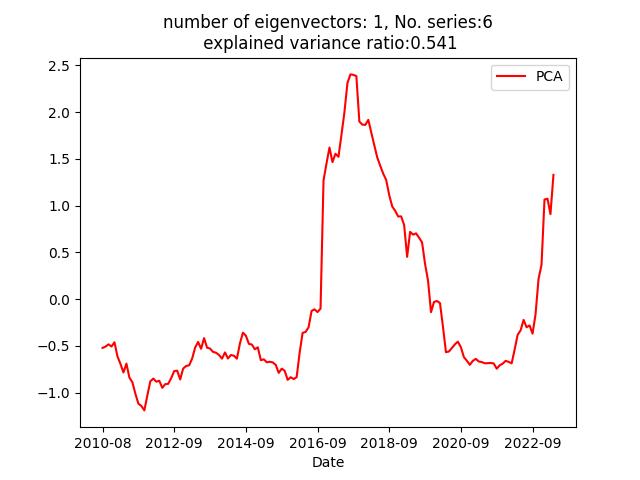 number of eigenvectors: 1, No. series:6
explained variance ratio:0.541
PCA
2.5
2.0
1.5
1.0
0.5
0.0
−0.5
−1.0
2010-08 2012-09 2014-09 2016-09 2018-09 2020-09 2022-09
Date